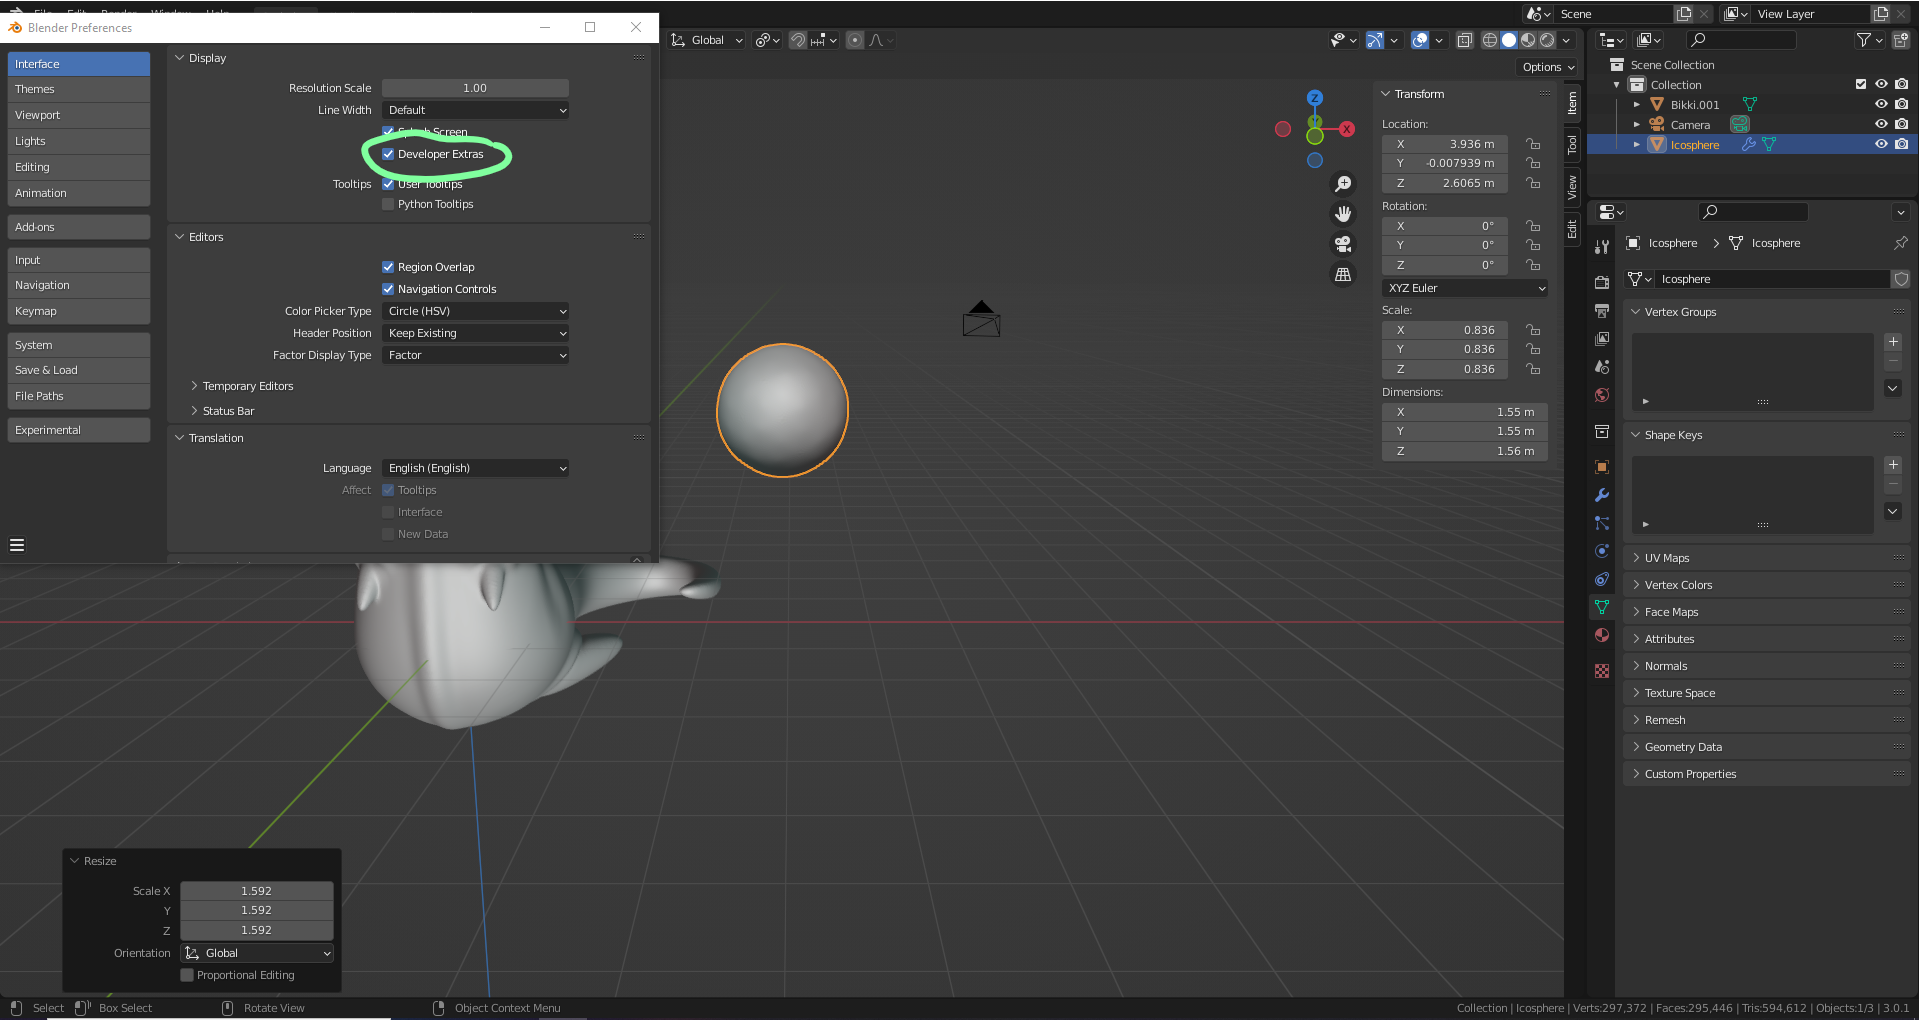 File Edit Render Window
Scene
View Layer
Blender Preferences
Global
Options
Interface
Themes
Viewport
Lights
Editing
Animation
Add-ons
Input
Navigation
Keymap
System
Save & Load
File Paths
Experimental
Display
Resolution Scale 1.00
Line Width Default
Splash Screen
Developer Extras
Tooltips User Tooltips
Python Tooltips
Editors
Region Overlap
Navigation Controls
Color Picker Type Circle (HSV)
Header Position Keep Existing
Factor Display Type Factor
Temporary Editors
Status Bar
Translation
Language English (English)
Affect Tooltips
Interface
New Data
Z
Y
X
Transform
Location:
X 3.936 m
Y -0.007939 m
Z 2.6065 m
Rotation:
X 0°
Y 0°
Z 0°
XYZ Euler
Scale:
X 0.836
Y 0.836
Z 0.836
Dimensions:
X 1.55 m
Y 1.55 m
Z 1.56 m
Item
Tool
View
Edit
Scene Collection
Collection
Bikki.001
Camera
Icosphere
Icosphere > Icosphere
Icosphere
Vertex Groups
Shape Keys
UV Maps
Vertex Colors
Face Maps
Attributes
Normals
Texture Space
Remesh
Geometry Data
Custom Properties
Resize
Scale X 1.592
Y 1.592
Z 1.592
Orientation Global
Proportional Editing
Select Box Select Rotate View Object Context Menu
Collection | Icosphere | Verts:297,372 | Faces:295,446 | Tris:594,612 | Objects:1/3 | 3.0.1